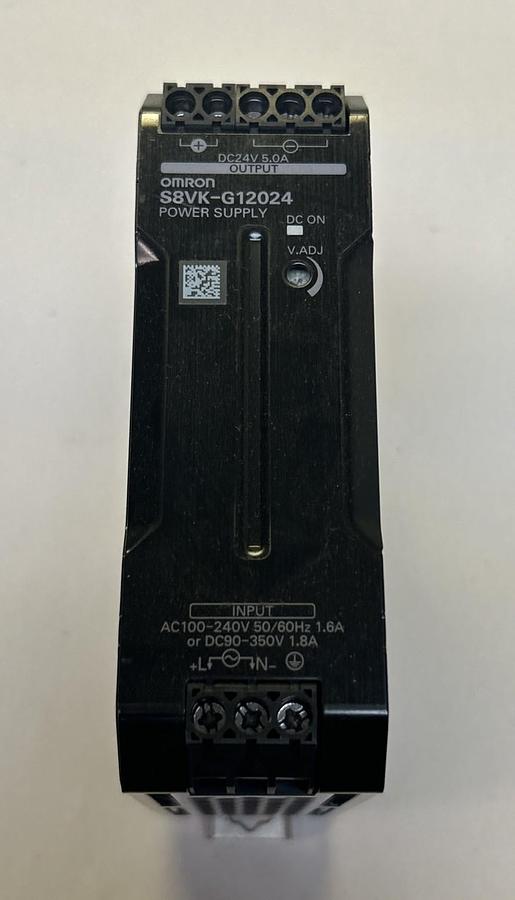 + -
DC24V 5.0A
OUTPUT
omron
S8VK-G12024
POWER SUPPLY
DC ON
V.ADJ
INPUT
AC100-240V 50/60Hz 1.6A
or DC90-350V 1.8A
+L N-